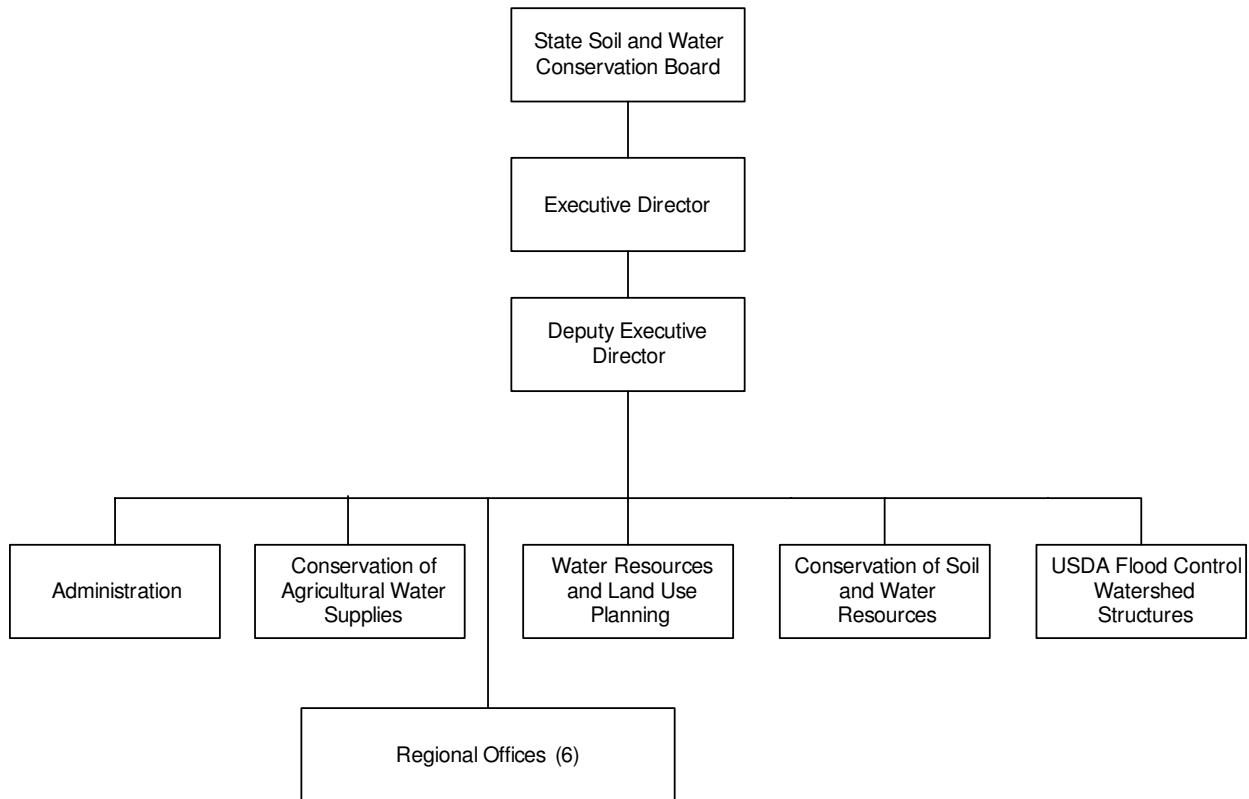 State Soil and Water
Conservation Board
Executive Director
Deputy Executive
Director
Administration
Conservation of
Agricultural Water
Supplies
Water Resources
and Land Use
Planning
Conservation of Soil
and Water
Resources
USDA Flood Control
Watershed
Structures
Regional Offices (6)